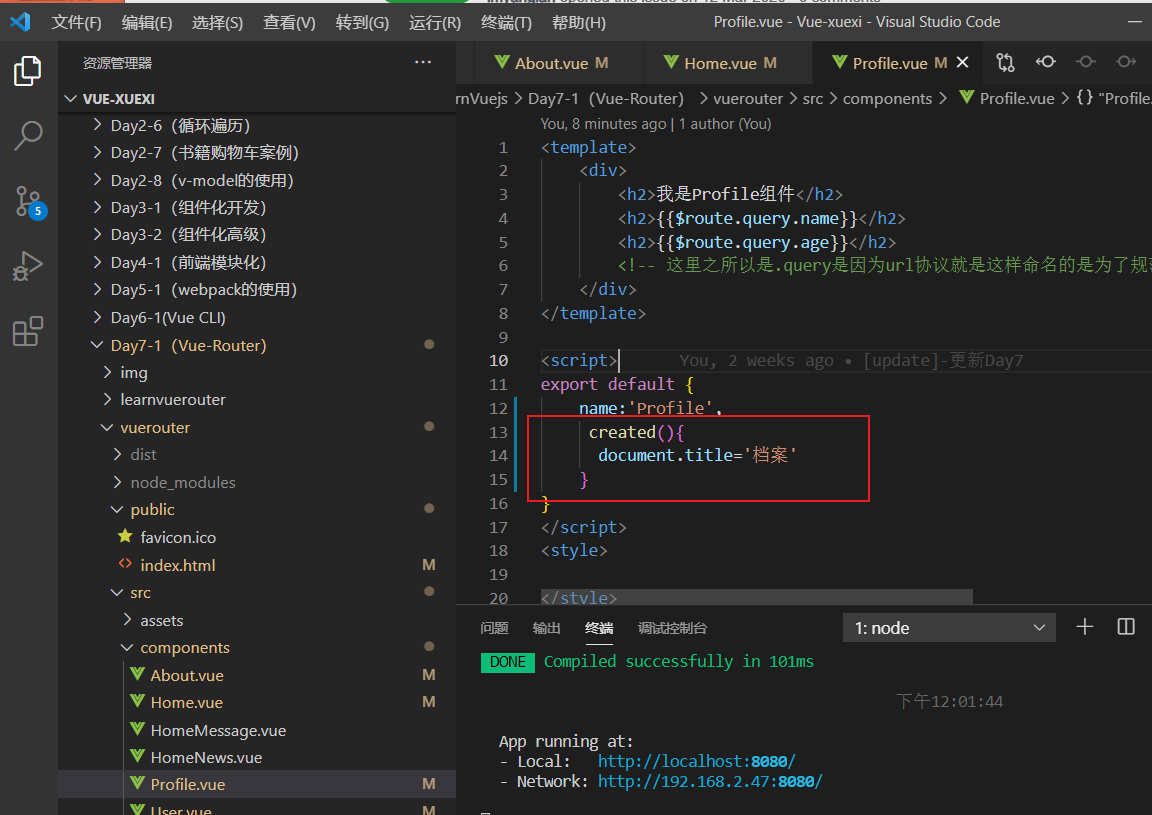 文件(F) 编辑(E) 选择(S) 查看(V) 转到(G) 运行(R) 终端(T) 帮助(H) Profile.vue - Vue-xuexi - Visual Studio Code
资源管理器 ···
VUE-XUEXI
Day2-6（循环遍历)
Day2-7（书籍购物车案例)
Day2-8（v-model的使用)
Day3-1（组件化开发)
Day3-2（组件化高级)
Day4-1（前端模块化)
Day5-1（webpack的使用)
Day6-1(Vue CLI)
Day7-1（Vue-Router)
img
learnvuerouter
vuerouter
dist
node_modules
public
favicon.ico
index.html M
src
assets
components
About.vue M
Home.vue M
HomeMessage.vue
HomeNews.vue
Profile.vue M
User.vue M
5
About.vue M Home.vue M Profile.vue M
rnVuejs > Day7-1（Vue-Router）> vuerouter > src > components > Profile.vue > {} "Profile.
You, 8 minutes ago | 1 author (You)
1 <template>
2 <div>
3 <h2>我是Profile组件</h2>
4 <h2>{{$route.query.name}}</h2>
5 <h2>{{$route.query.age}}</h2>
6 <!-- 这里之所以是.query是因为url协议就是这样命名的是为了规
7 </div>
8 </template>
9
10 <script> You, 2 weeks ago • [update]-更新Day7
11 export default {
12 name:'Profile',
13 created(){
14 document.title='档案'
15 }
16 }
17 </script>
18 <style>
19
20 </style>
问题 输出 终端 调试控制台 1: node
DONE Compiled successfully in 101ms
下午12:01:44
App running at:
- Local: http://localhost:8080/
- Network: http://192.168.2.47:8080/